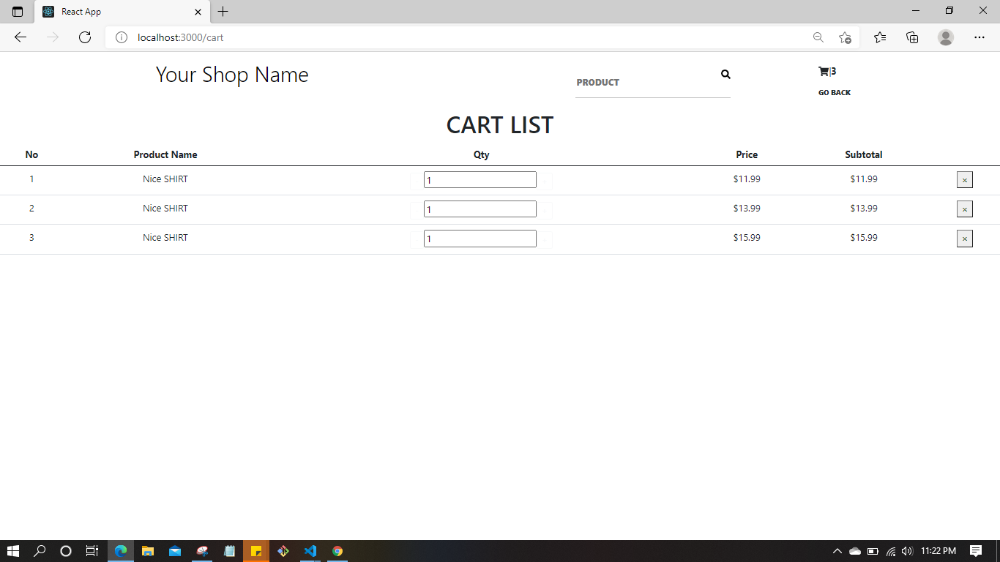 React App
localhost:3000/cart
Your Shop Name
PRODUCT
|3
GO BACK
CART LIST
No Product Name Qty Price Subtotal
1 Nice SHIRT 1 $11.99 $11.99 ×
2 Nice SHIRT 1 $13.99 $13.99 ×
3 Nice SHIRT 1 $15.99 $15.99 ×
11:22 PM